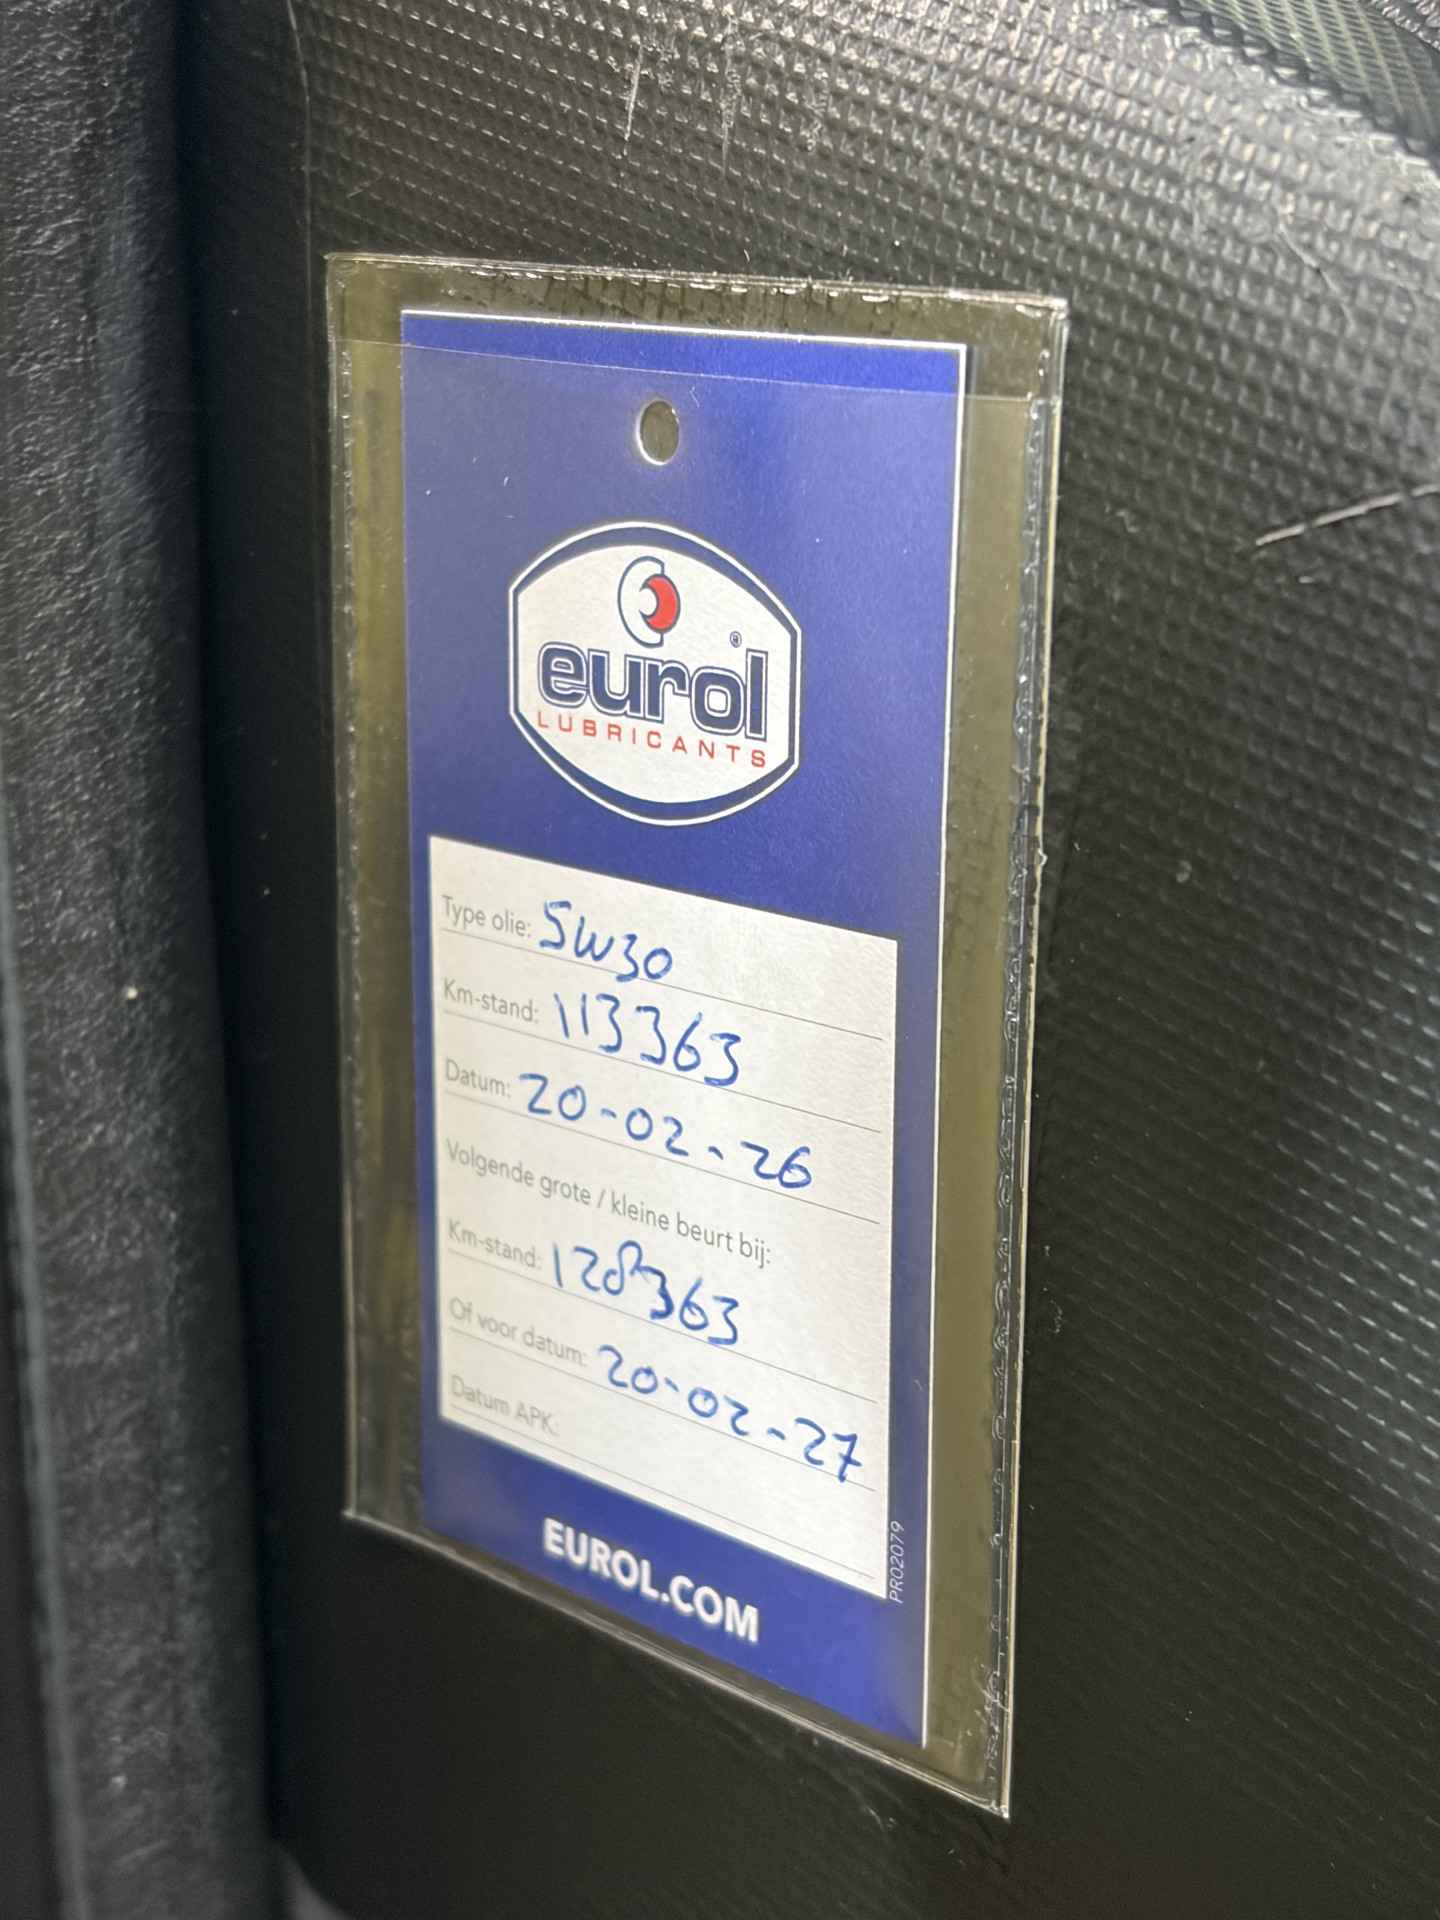 eurol®
LUBRICANTS
Type olie: 5W30
Km-stand: 113363
Datum: 20-02-26
Volgende grote / kleine beurt bij:
Km-stand: 128363
Of voor datum: 20-02-27
Datum APK:
EUROL.COM
PR02079